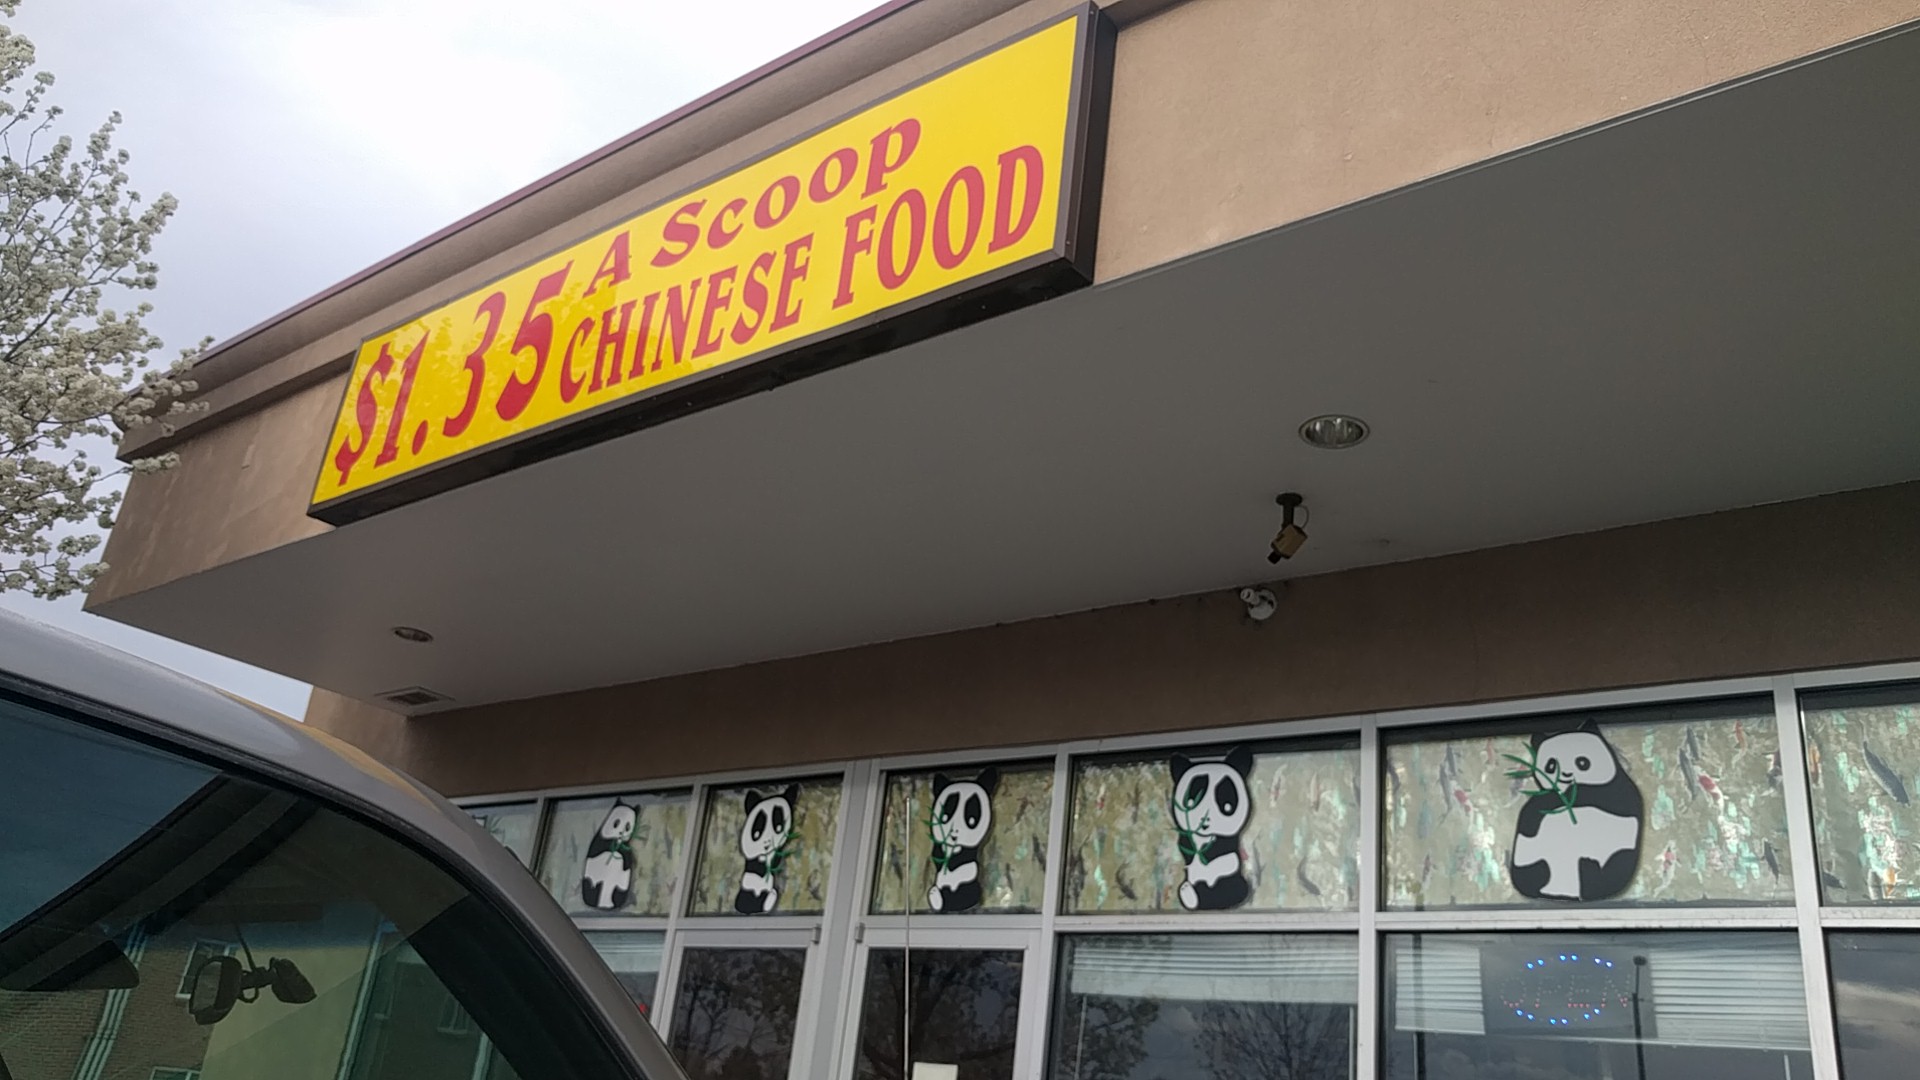 $1.35 A Scoop
CHINESE FOOD
OPEN